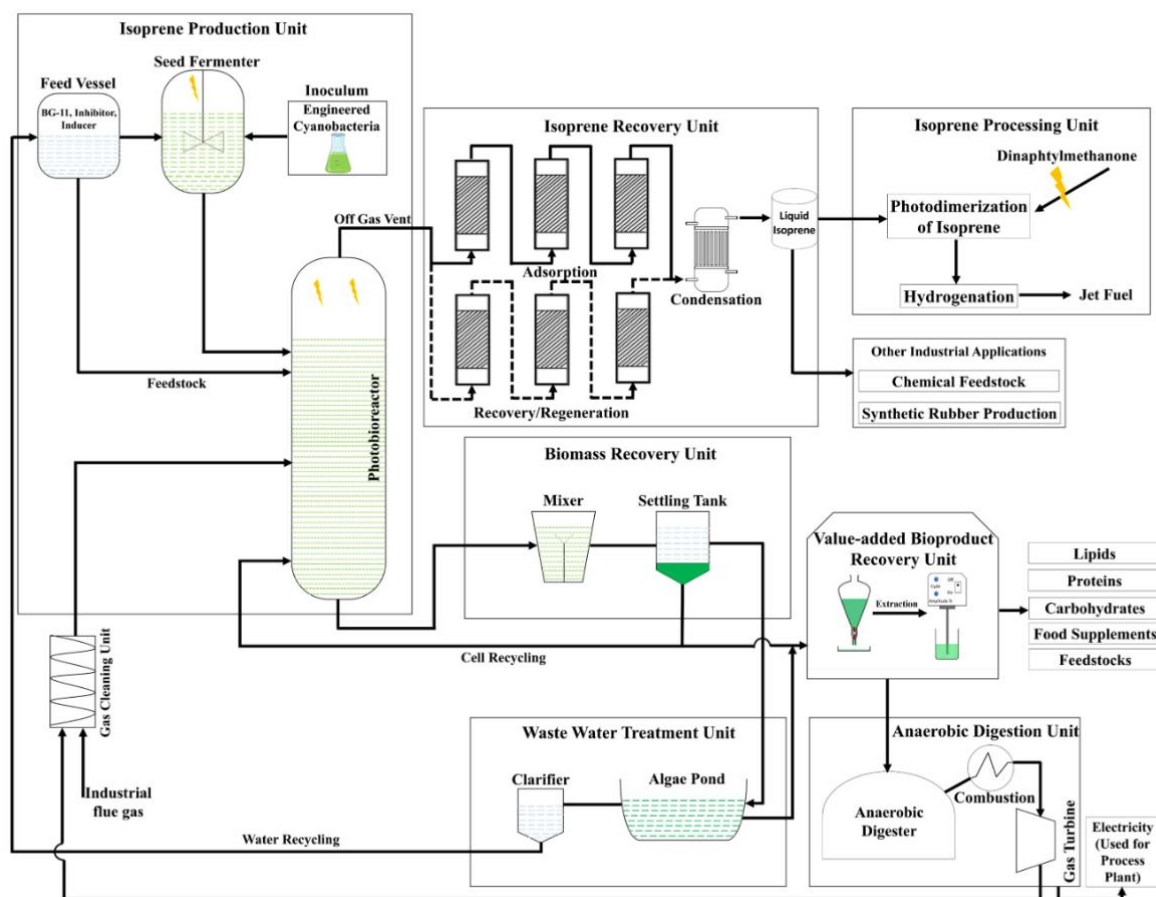 Isoprene Production Unit
Seed Fermenter
Feed Vessel
BG-11, Inhibitor,
Inducer
Inoculum
Engineered
Cyanobacteria
Off Gas Vent
Feedstock
Photobioreactor
Isoprene Recovery Unit
Adsorption
Recovery/Regeneration
Condensation
Liquid
Isoprene
Isoprene Processing Unit
Dinaphtylmethanone
Photodimerization
of Isoprene
Hydrogenation
Jet Fuel
Other Industrial Applications
Chemical Feedstock
Synthetic Rubber Production
Biomass Recovery Unit
Mixer
Settling Tank
Cell Recycling
Value-added Bioproduct
Recovery Unit
Extraction
Lipids
Proteins
Carbohydrates
Food Supplements
Feedstocks
Gas Cleaning Unit
Industrial
flue gas
Waste Water Treatment Unit
Clarifier
Algae Pond
Water Recycling
Anaerobic Digestion Unit
Anaerobic
Digester
Combustion
Gas Turbine
Electricity
(Used for
Process
Plant)